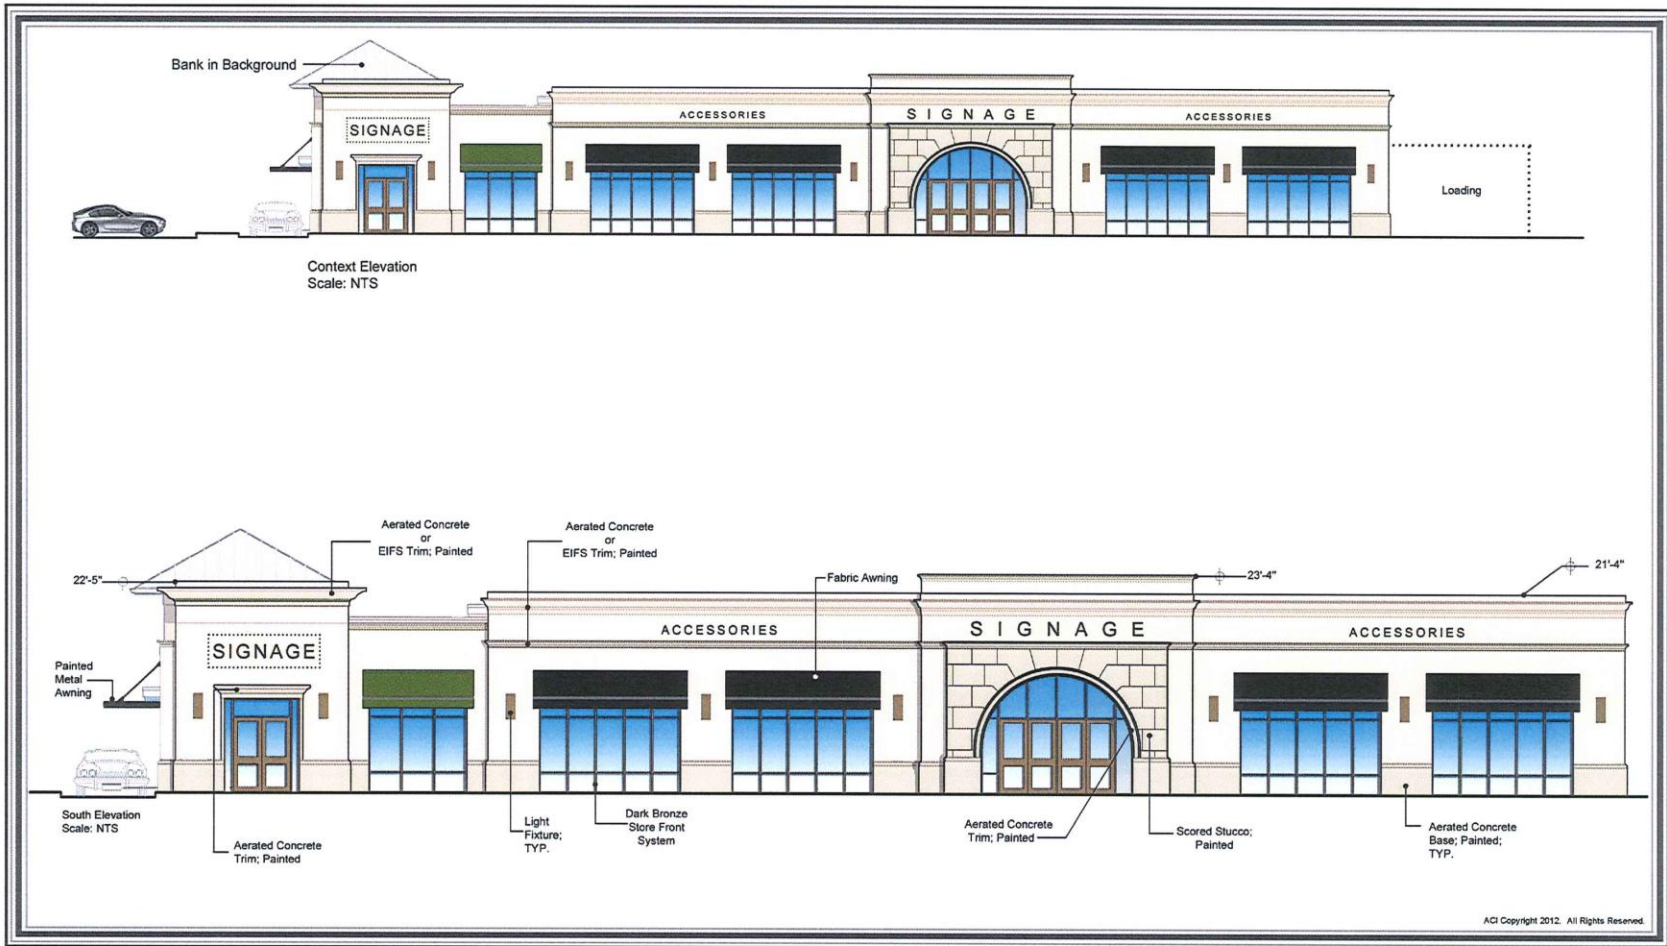 Bank in Background
SIGNAGE
ACCESSORIES
SIGNAGE
ACCESSORIES
Loading
Context Elevation
Scale: NTS
Aerated Concrete
or
EIFS Trim; Painted
Aerated Concrete
or
EIFS Trim; Painted
22'-5"
Fabric Awning
23'-4"
21'-4"
SIGNAGE
ACCESSORIES
SIGNAGE
ACCESSORIES
Painted
Metal
Awning
South Elevation
Scale: NTS
Aerated Concrete
Trim; Painted
Light
Fixture;
TYP.
Dark Bronze
Store Front
System
Aerated Concrete
Trim; Painted
Scored Stucco;
Painted
Aerated Concrete
Base; Painted;
TYP.
ACI Copyright 2012. All Rights Reserved.